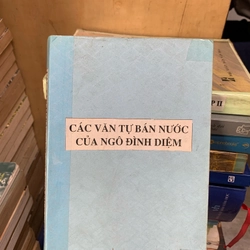 CÁC VĂN TỰ BÁN NƯỚC
CỦA NGÔ ĐÌNH DIỆM